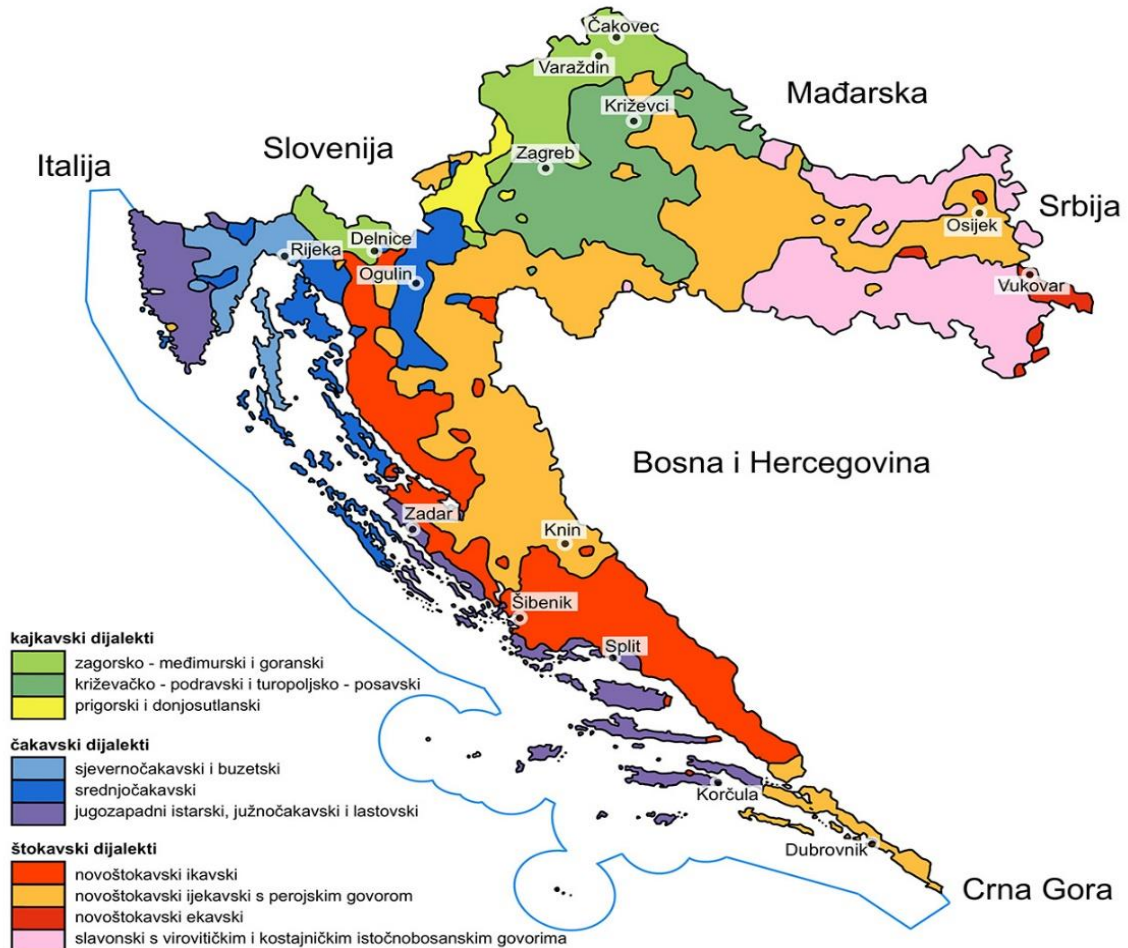 Čakovec
Varaždin
Mađarska
Križevci
Slovenija
Italija
Zagreb
Srbija
Osijek
Delnice
Rijeka
Ogulin
Vukovar
Bosna i Hercegovina
Zadar
Knin
Šibenik
Split
kajkavski dijalekti
zagorsko - međimurski i goranski
križevačko - podravski i turopoljsko - posavski
prigorski i donjosutlanski
čakavski dijalekti
sjevernočakavski i buzetski
srednjočakavski
jugozapadni istarski, južnočakavski i lastovski
Korčula
Dubrovnik
štokavski dijalekti
novoštokavski ikavski
novoštokavski ijekavski s perojskim govorom
novoštokavski ekavski
slavonski s virovitičkim i kostajničkim istočnobosanskim govorima
Crna Gora